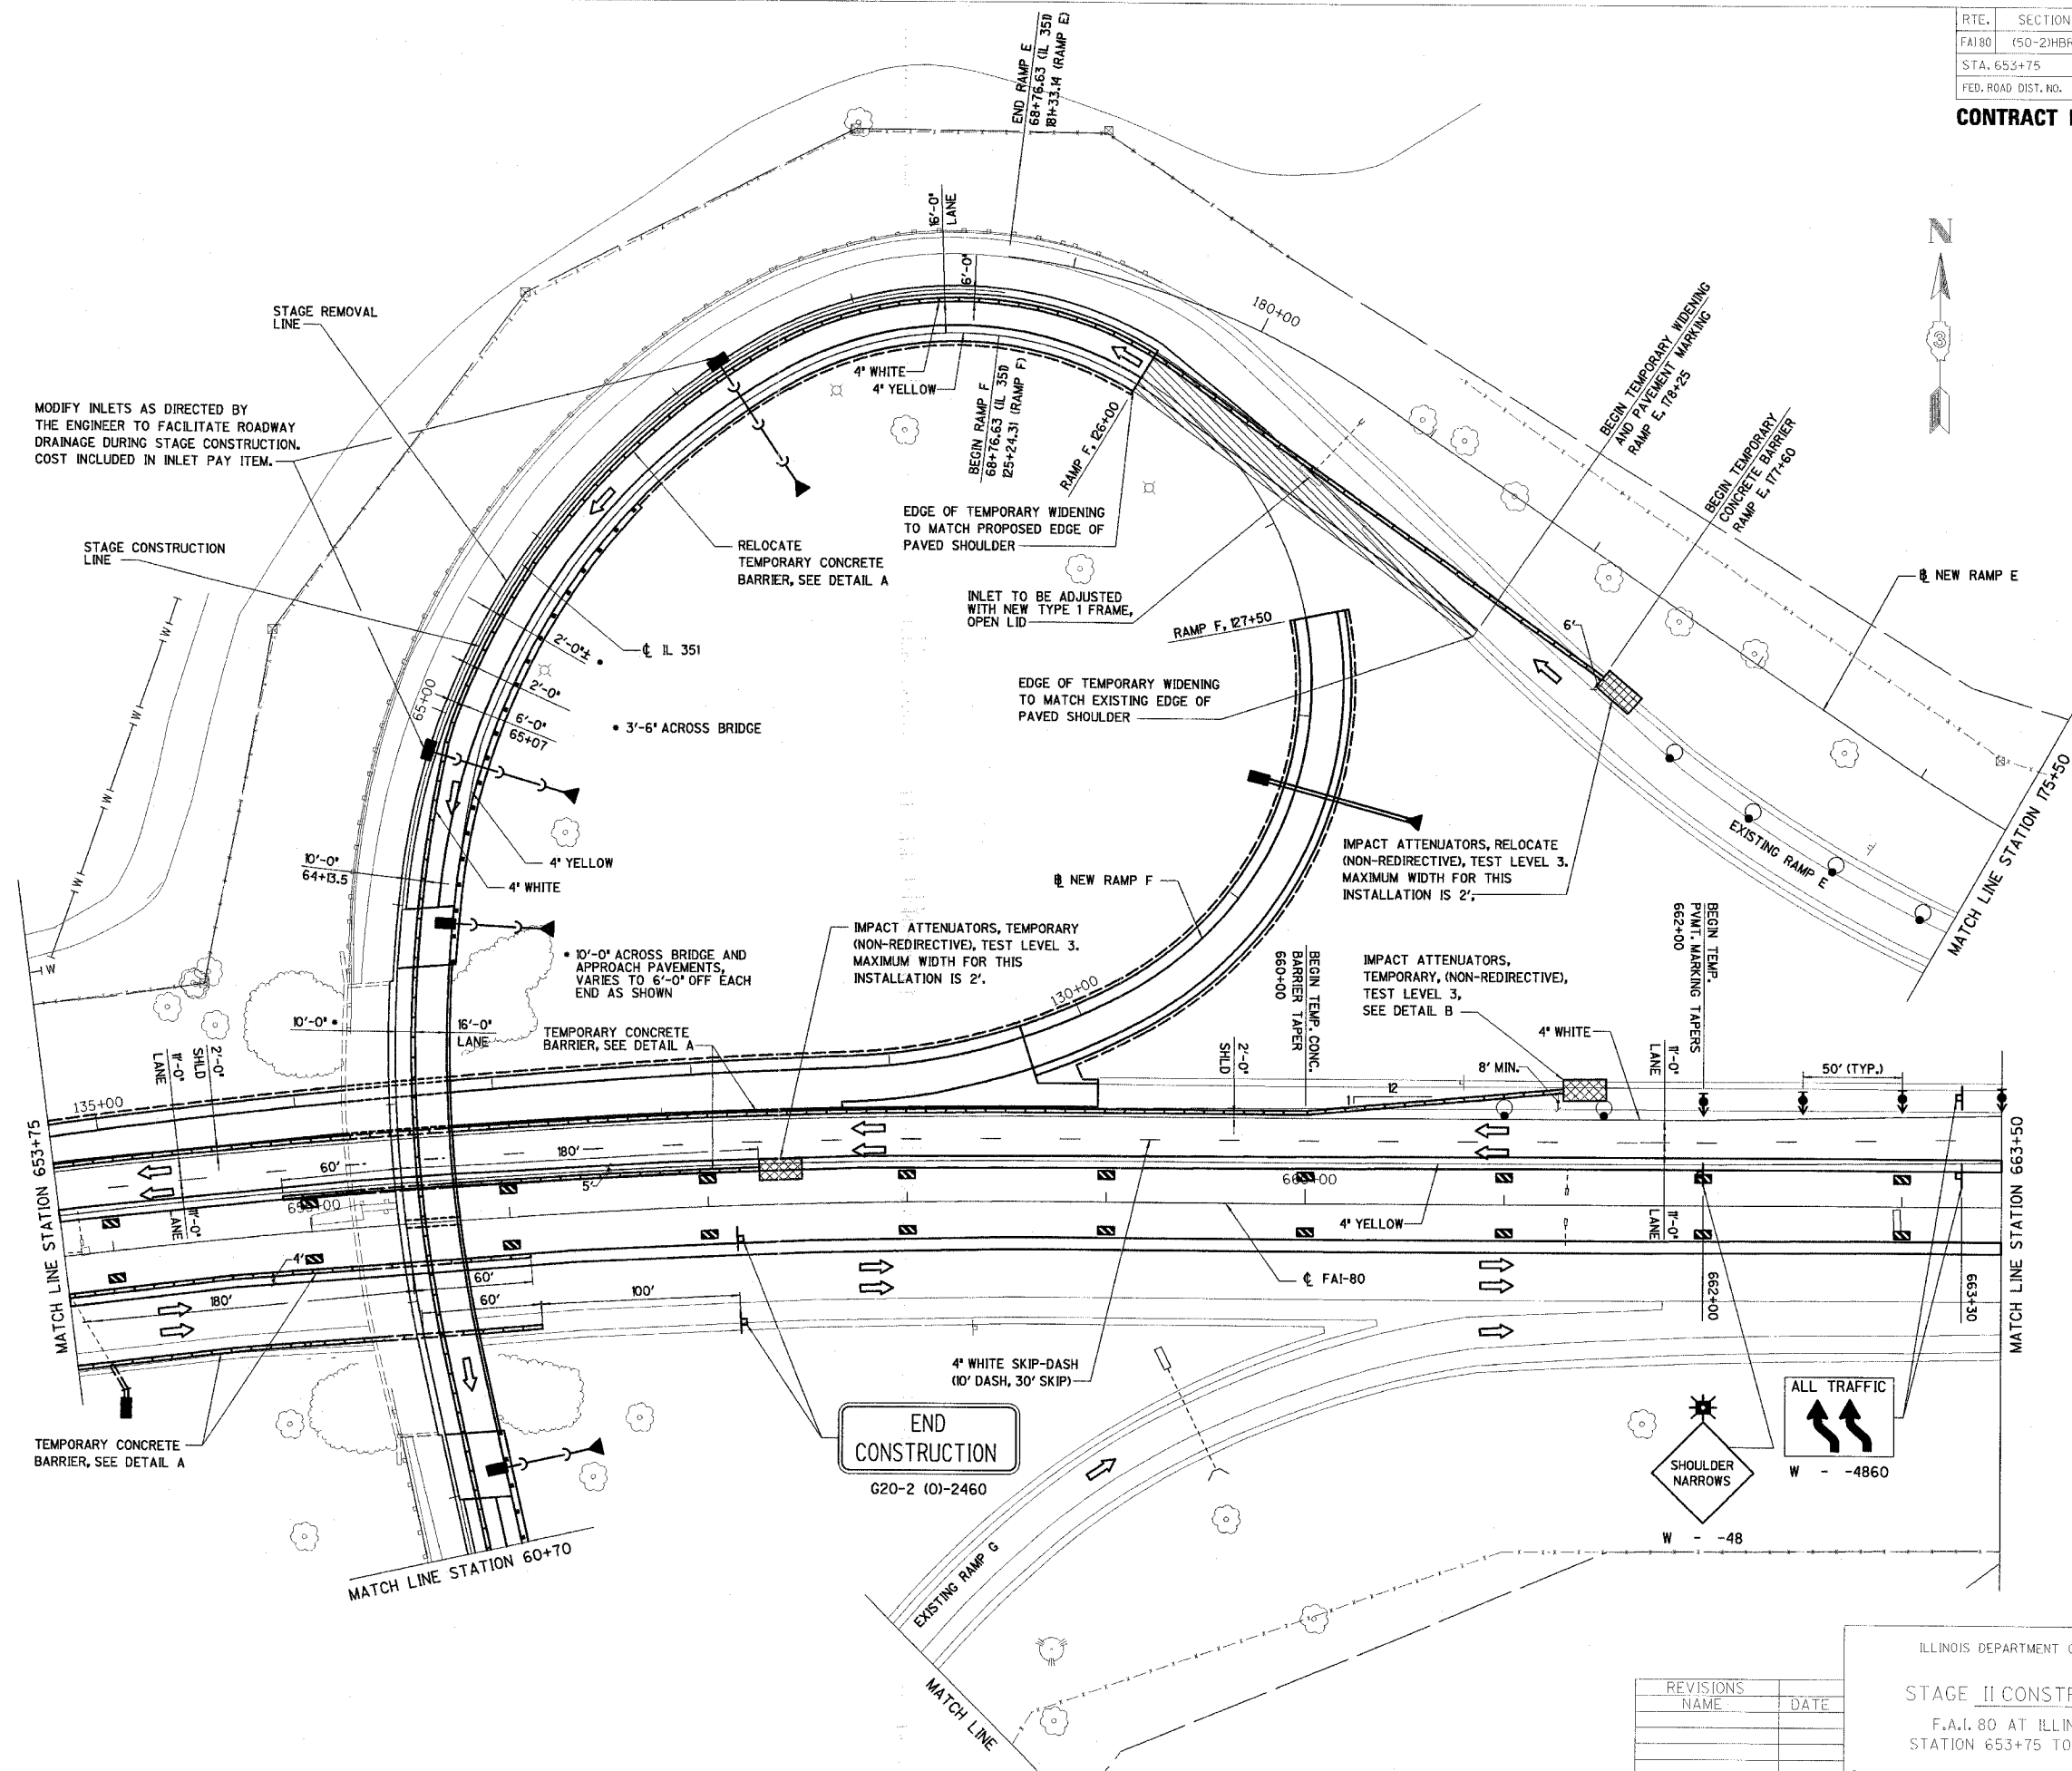 RTE. SECTION
FAI 80 (50-2)HBR
STA. 653+75
FED. ROAD DIST. NO.
CONTRACT
END RAMP E
68+76.63 (IL 351)
181+33.14 (RAMP E)
N
3
16'-0"
LANE
6'-0"
180+00
STAGE REMOVAL
LINE
4" WHITE
4" YELLOW
BEGIN RAMP F
68+76.63 (IL 351)
125+24.31 (RAMP F)
RAMP F, 126+00
BEGIN TEMPORARY WIDENING
AND PAVEMENT MARKING
RAMP E, 178+25
BEGIN TEMPORARY
CONCRETE BARRIER
RAMP E, 177+60
MODIFY INLETS AS DIRECTED BY
THE ENGINEER TO FACILITATE ROADWAY
DRAINAGE DURING STAGE CONSTRUCTION.
COST INCLUDED IN INLET PAY ITEM.
EDGE OF TEMPORARY WIDENING
TO MATCH PROPOSED EDGE OF
PAVED SHOULDER
STAGE CONSTRUCTION
LINE
RELOCATE
TEMPORARY CONCRETE
BARRIER, SEE DETAIL A
INLET TO BE ADJUSTED
WITH NEW TYPE 1 FRAME,
OPEN LID
℄ NEW RAMP E
RAMP F, 127+50
6'
℄ IL 351
2'-0"± •
2'-0"
6'-0"
65+07
65+00
• 3'-6" ACROSS BRIDGE
EDGE OF TEMPORARY WIDENING
TO MATCH EXISTING EDGE OF
PAVED SHOULDER
EXISTING RAMP E
MATCH LINE STATION 175+50
W
W
W
W
10'-0"
64+13.5
4" YELLOW
4" WHITE
℄ NEW RAMP F
IMPACT ATTENUATORS, RELOCATE
(NON-REDIRECTIVE), TEST LEVEL 3.
MAXIMUM WIDTH FOR THIS
INSTALLATION IS 2'.
IMPACT ATTENUATORS, TEMPORARY
(NON-REDIRECTIVE), TEST LEVEL 3.
MAXIMUM WIDTH FOR THIS
INSTALLATION IS 2'.
• 10'-0" ACROSS BRIDGE AND
APPROACH PAVEMENTS,
VARIES TO 6'-0" OFF EACH
END AS SHOWN
BEGIN TEMP. CONC.
BARRIER TAPER
660+00
IMPACT ATTENUATORS,
TEMPORARY, (NON-REDIRECTIVE),
TEST LEVEL 3,
SEE DETAIL B
BEGIN TEMP.
PVMT. MARKING TAPERS
662+00
10'-0" •
16'-0"
LANE
TEMPORARY CONCRETE
BARRIER, SEE DETAIL A
130+00
4" WHITE
2'-0"
SHLD
11'-0"
LANE
2'-0"
SHLD
8' MIN.
11'-0"
LANE
50' (TYP.)
12
1
135+00
MATCH LINE STATION 653+75
60'
180'
5'
655+00
11'-0"
LANE
660+00
4" YELLOW
11'-0"
LANE
MATCH LINE STATION 663+50
4'
180'
60'
60'
100'
℄ FAI-80
662+00
663+30
4" WHITE SKIP-DASH
(10' DASH, 30' SKIP)
TEMPORARY CONCRETE
BARRIER, SEE DETAIL A
END
CONSTRUCTION
G20-2 (O)-2460
ALL TRAFFIC
W - -4860
SHOULDER
NARROWS
W - -48
MATCH LINE STATION 60+70
EXISTING RAMP G
MATCH LINE
REVISIONS
NAME DATE
ILLINOIS DEPARTMENT
STAGE II CONST
F.A.I. 80 AT ILLIN
STATION 653+75 TO